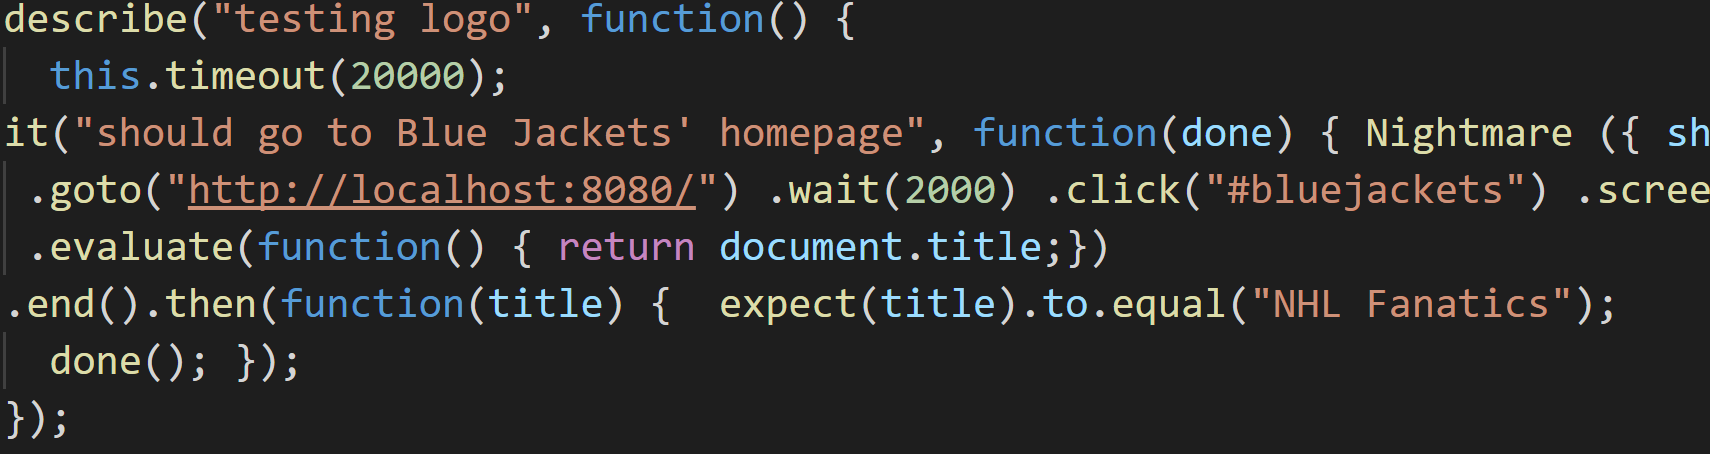 describe("testing logo", function() {
this.timeout(20000);
it("should go to Blue Jackets' homepage", function(done) { Nightmare ({ sh
.goto("http://localhost:8080/") .wait(2000) .click("#bluejackets") .scree
.evaluate(function() { return document.title;})
.end().then(function(title) {  expect(title).to.equal("NHL Fanatics");
done(); });
});